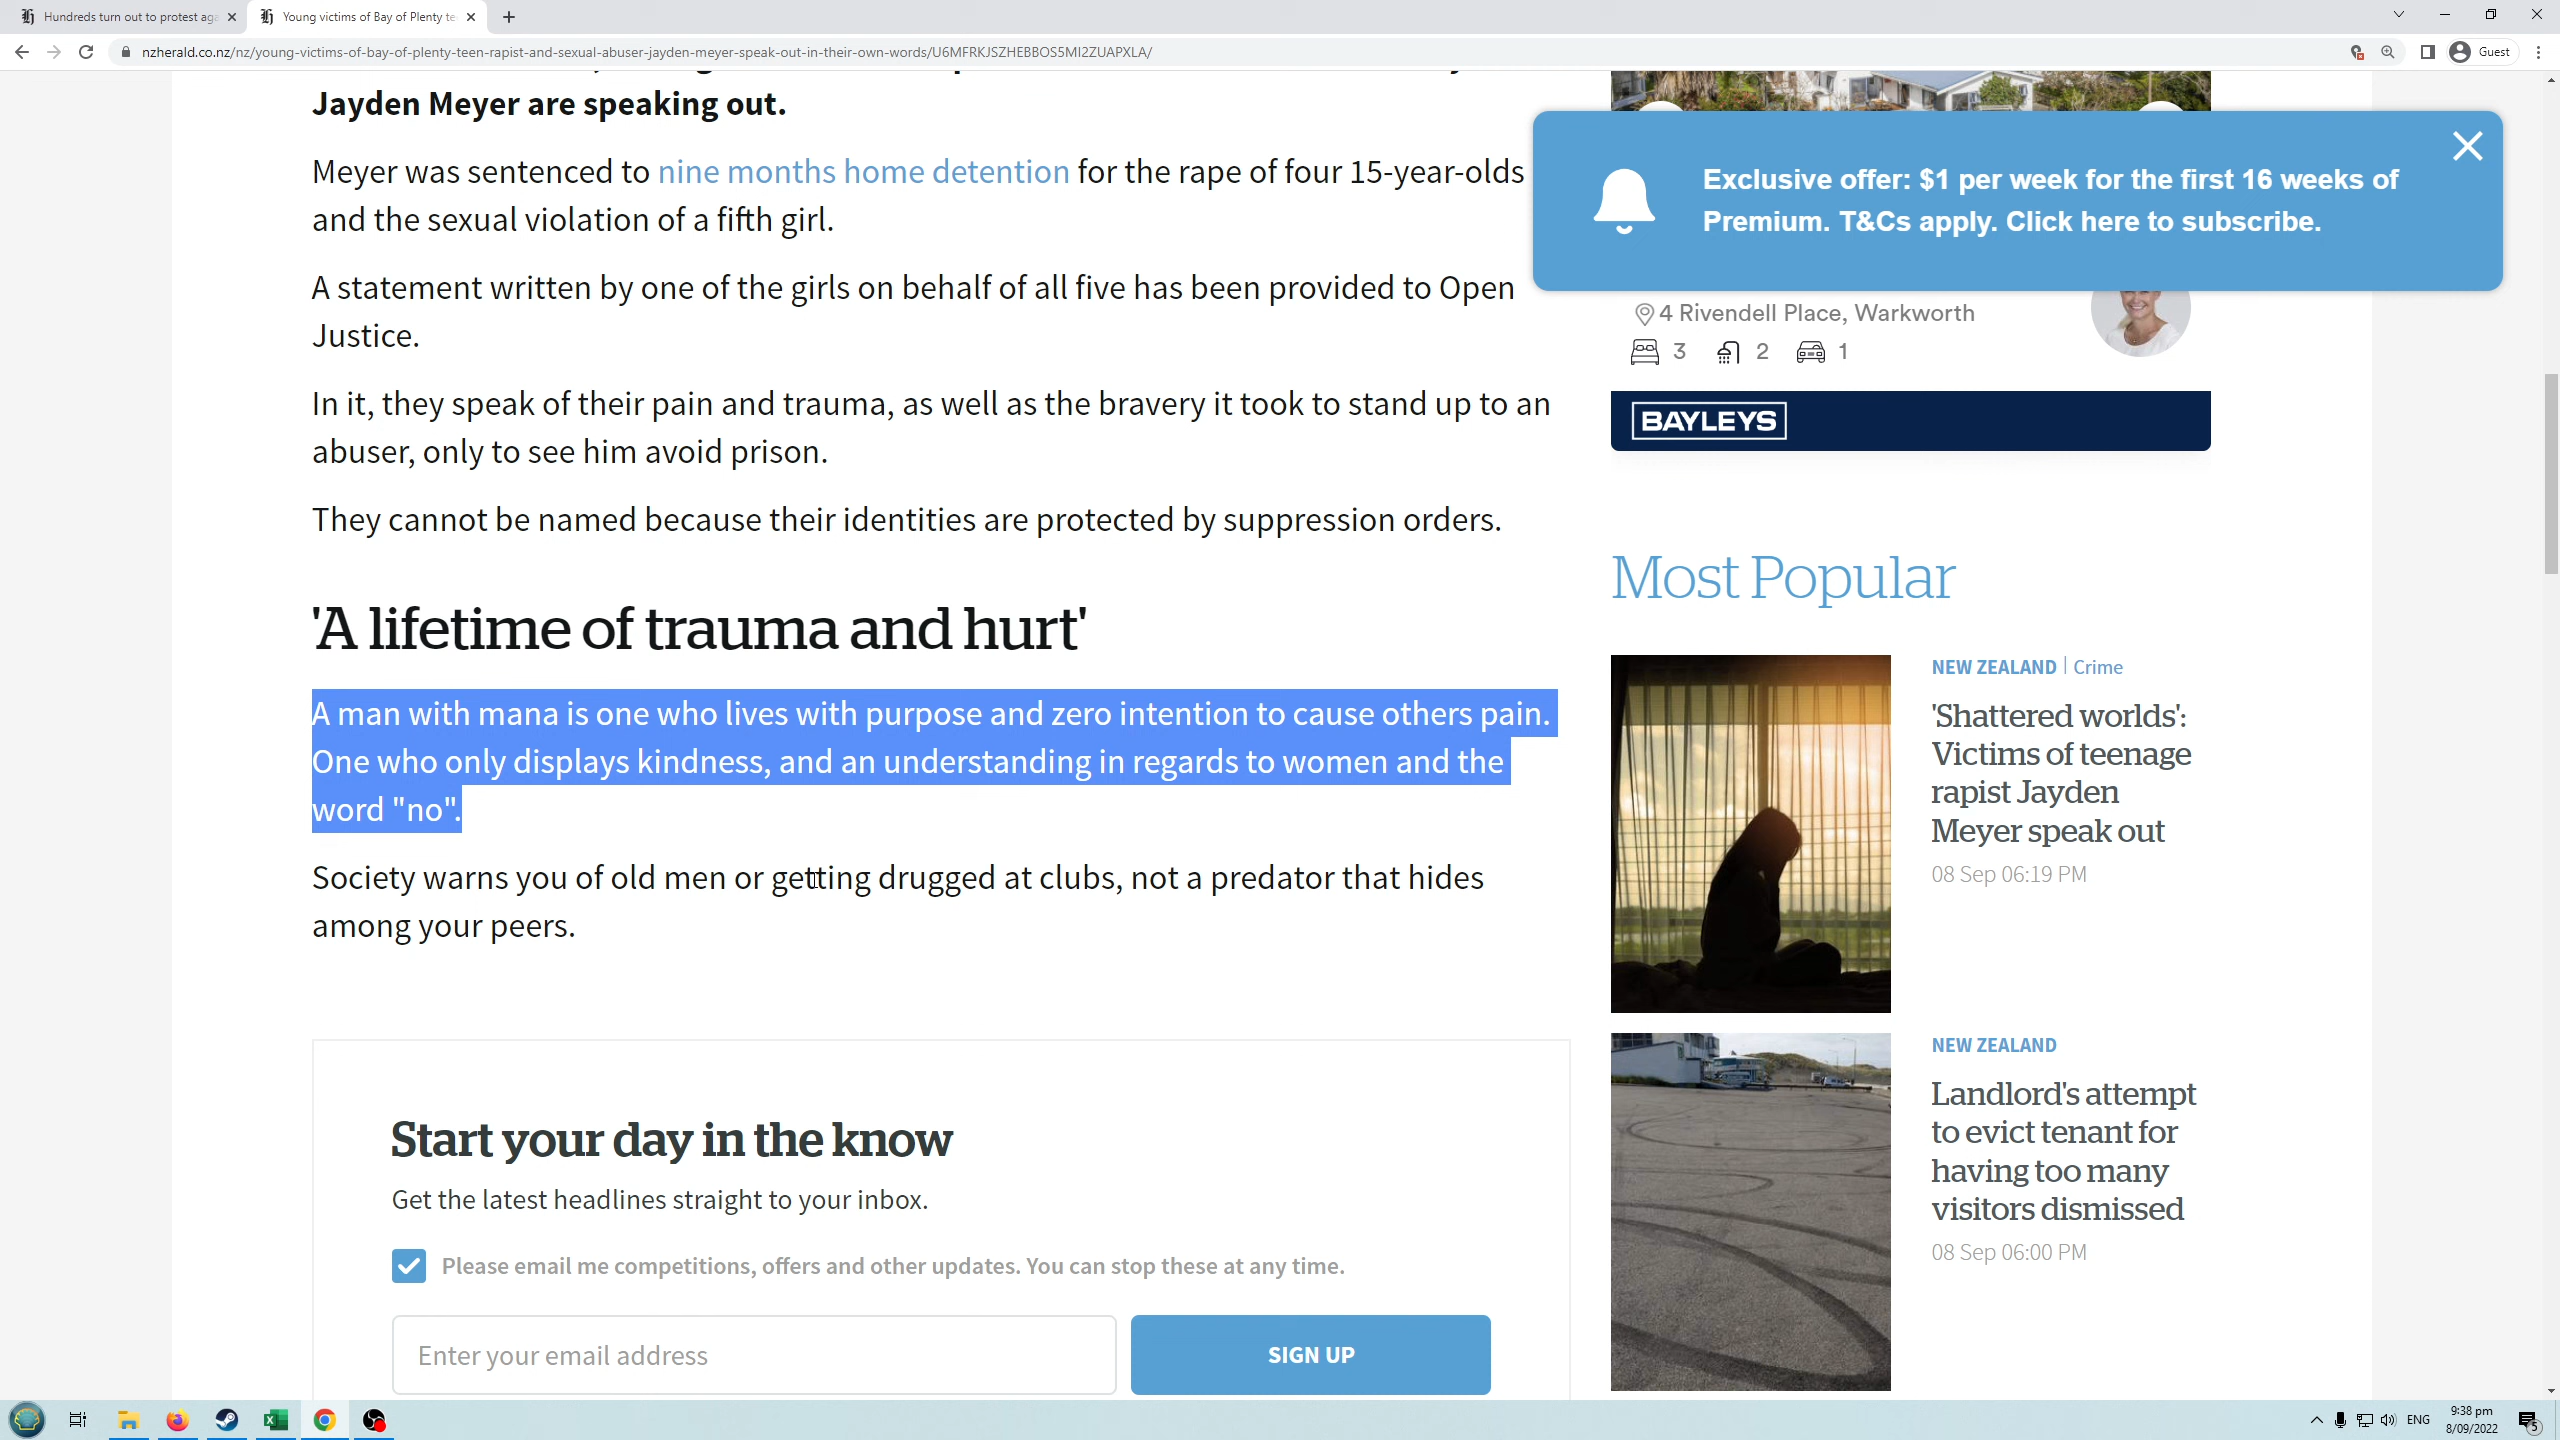 Hundreds turn out to protest aga
Young victims of Bay of Plenty te
nzherald.co.nz/nz/young-victims-of-bay-of-plenty-teen-rapist-and-sexual-abuser-jayden-meyer-speak-out-in-their-own-words/U6MFRKJSZHEBBOS5MI2ZUAPXLA/
Guest
Jayden Meyer are speaking out.
Meyer was sentenced to nine months home detention for the rape of four 15-year-olds
and the sexual violation of a fifth girl.
A statement written by one of the girls on behalf of all five has been provided to Open
Justice.
In it, they speak of their pain and trauma, as well as the bravery it took to stand up to an
abuser, only to see him avoid prison.
They cannot be named because their identities are protected by suppression orders.
'A lifetime of trauma and hurt'
A man with mana is one who lives with purpose and zero intention to cause others pain.
One who only displays kindness, and an understanding in regards to women and the
word "no".
Society warns you of old men or getting drugged at clubs, not a predator that hides
among your peers.
Start your day in the know
Get the latest headlines straight to your inbox.
Please email me competitions, offers and other updates. You can stop these at any time.
Enter your email address
SIGN UP
Exclusive offer: $1 per week for the first 16 weeks of
Premium. T&Cs apply. Click here to subscribe.
4 Rivendell Place, Warkworth
3 2 1
BAYLEYS
Most Popular
NEW ZEALAND | Crime
'Shattered worlds':
Victims of teenage
rapist Jayden
Meyer speak out
08 Sep 06:19 PM
NEW ZEALAND
Landlord's attempt
to evict tenant for
having too many
visitors dismissed
08 Sep 06:00 PM
ENG
9:38 pm
8/09/2022
5